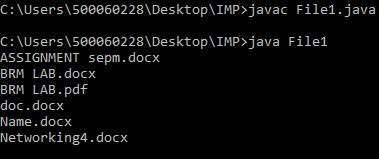 C:\Users\500060228\Desktop\IMP>javac File1.java
C:\Users\500060228\Desktop\IMP>java File1
ASSIGNMENT sepm.docx
BRM LAB.docx
BRM LAB.pdf
doc.docx
Name.docx
Networking4.docx